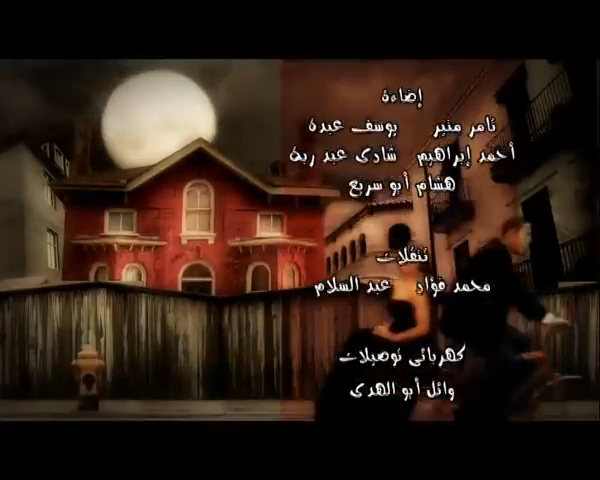 إضاءة
تامر منير يوسف عبده
أحمد إبراهيم شادى عبد ربه
هشام أبو سريع
تنقلات
محمد فؤاد عبد السلام
كهربائى توصيلات
وائل أبو الهدى